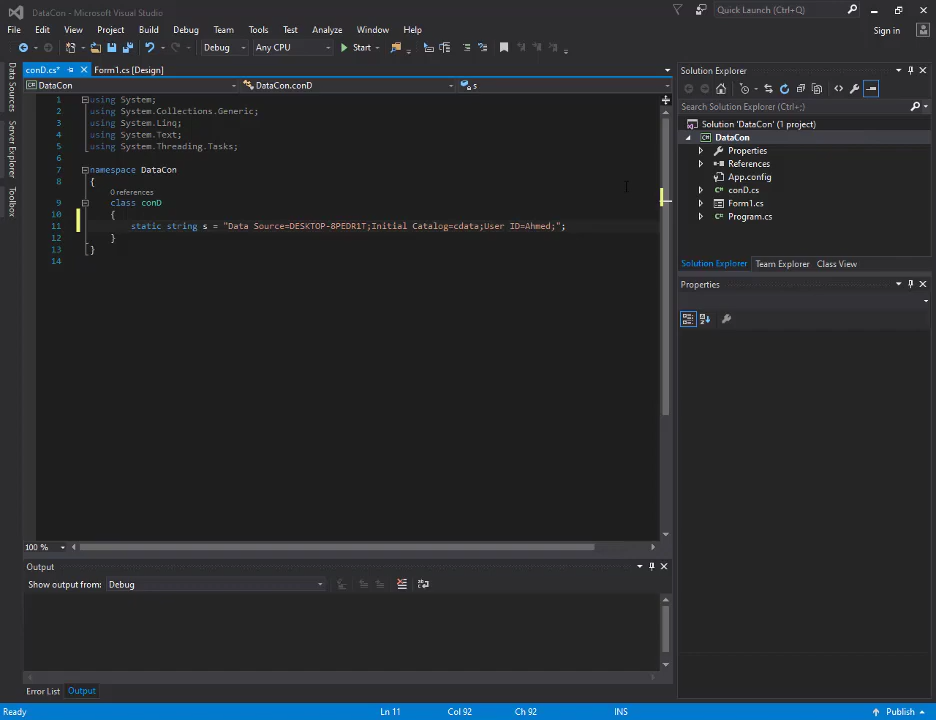 DataCon - Microsoft Visual Studio
Quick Launch (Ctrl+Q)
File Edit View Project Build Debug Team Tools Test Analyze Window Help
Sign in
Debug Any CPU Start
conD.cs* Form1.cs [Design]
DataCon DataCon.conD s
Data Sources
Server Explorer
Toolbox
1 using System;
2 using System.Collections.Generic;
3 using System.Linq;
4 using System.Text;
5 using System.Threading.Tasks;
6
7 namespace DataCon
8 {
0 references
9 class conD
10 {
11 static string s = "Data Source=DESKTOP-8PEDR1T;Initial Catalog=cdata;User ID=Ahmed;";
12 }
13 }
14
100 %
Output
Show output from: Debug
Error List Output
Solution Explorer
Search Solution Explorer (Ctrl+;)
Solution 'DataCon' (1 project)
DataCon
Properties
References
App.config
conD.cs
Form1.cs
Program.cs
Solution Explorer Team Explorer Class View
Properties
Ready Ln 11 Col 92 Ch 92 INS Publish